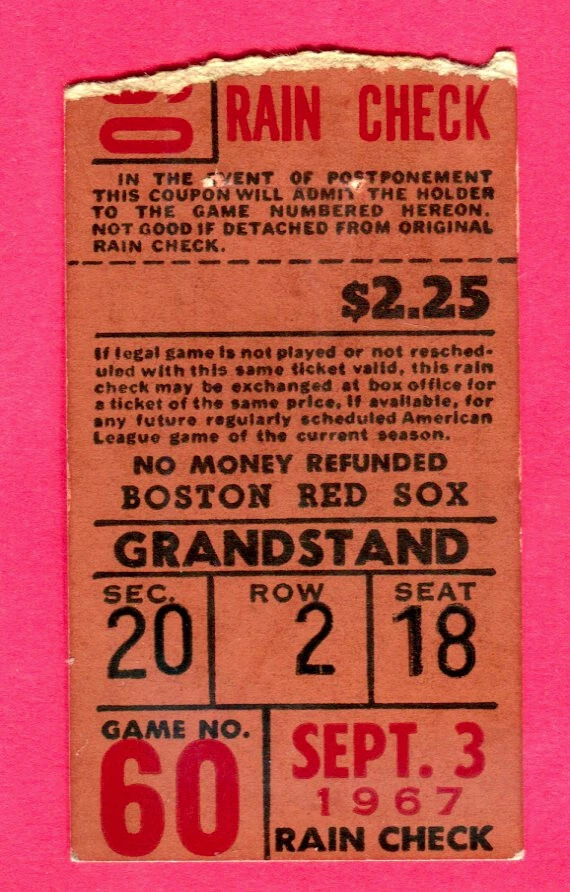 RAIN CHECK
IN THE EVENT OF POSTPONEMENT
THIS COUPON WILL ADMIT THE HOLDER
TO THE GAME NUMBERED HEREON.
NOT GOOD IF DETACHED FROM ORIGINAL
RAIN CHECK.
$2.25
If legal game is not played or not resched-
uled with this same ticket valid, this rain
check may be exchanged at box office for
a ticket of the same price, if available, for
any future regularly scheduled American
League game of the current season.
NO MONEY REFUNDED
BOSTON RED SOX
GRANDSTAND
SEC. ROW SEAT
20 2 18
GAME NO.
60
SEPT. 3
1967
RAIN CHECK